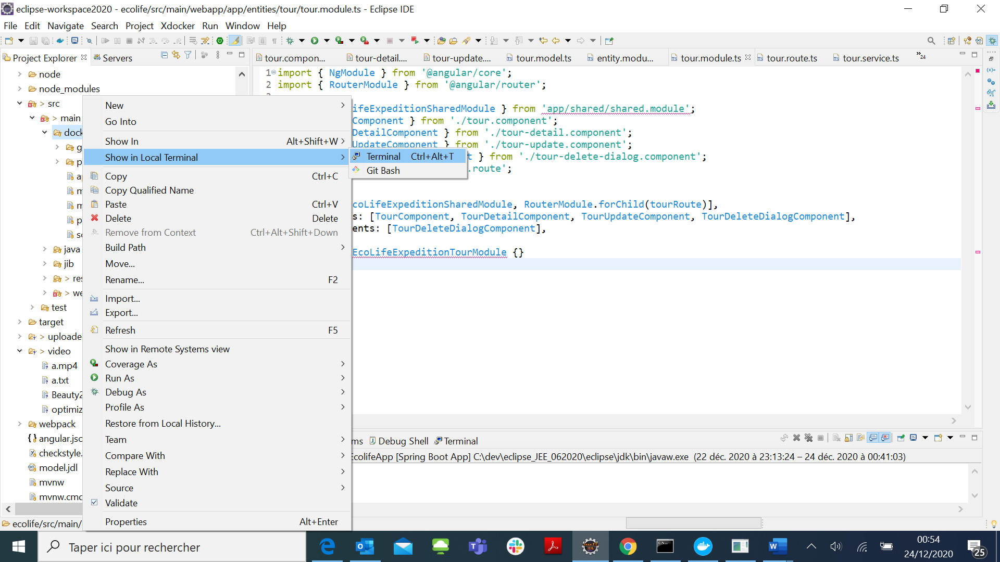 eclipse-workspace2020 - ecolife/src/main/webapp/app/entities/tour/tour.module.ts - Eclipse IDE
File Edit Navigate Search Project Xdocker Run Window Help
Project Explorer Servers
node
node_modules
> src
> main
dock
g
p
ap
m
m
p
sc
java
jib
> res
> we
test
target
> uploade
> video
a.mp4
a.txt
Beauty2
optimiz
webpack
angular.jsc
checkstyle.
model.jdl
mvnw
mvnw.cmd
ecolife/src/main/
New
Go Into
Show In Alt+Shift+W
Show in Local Terminal
Copy Ctrl+C
Copy Qualified Name
Paste Ctrl+V
Delete Delete
Remove from Context Ctrl+Alt+Shift+Down
Build Path
Move...
Rename... F2
Import...
Export...
Refresh F5
Show in Remote Systems view
Coverage As
Run As
Debug As
Profile As
Restore from Local History...
Team
Compare With
Replace With
Source
Validate
Properties Alt+Enter
Terminal Ctrl+Alt+T
Git Bash
tour.compon... tour-detail.... tour-update.... tour.model.ts entity.modu... tour.module.ts tour.route.ts tour.service.ts »24
1 import { NgModule } from '@angular/core';
2 import { RouterModule } from '@angular/router';
ifeExpeditionSharedModule } from 'app/shared/shared.module';
Component } from './tour.component';
DetailComponent } from './tour-detail.component';
UpdateComponent } from './tour-update.component';
t } from './tour-delete-dialog.component';
.route';
coLifeExpeditionSharedModule, RouterModule.forChild(tourRoute)],
s: [TourComponent, TourDetailComponent, TourUpdateComponent, TourDeleteDialogComponent],
ents: [TourDeleteDialogComponent],
EcoLifeExpeditionTourModule {}
ms Debug Shell Terminal
EcolifeApp [Spring Boot App] C:\dev\eclipse_JEE_062020\eclipse\jdk\bin\javaw.exe (22 déc. 2020 à 23:13:24 – 24 déc. 2020 à 00:41:03)
Taper ici pour rechercher
00:54
24/12/2020
25